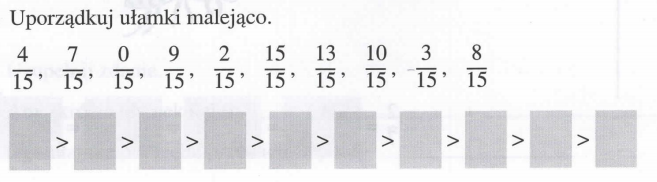 Uporządkuj ułamki malejąco.
4/15, 7/15, 0/15, 9/15, 2/15, 15/15, 13/15, 10/15, 3/15, 8/15
> > > > > > > > >